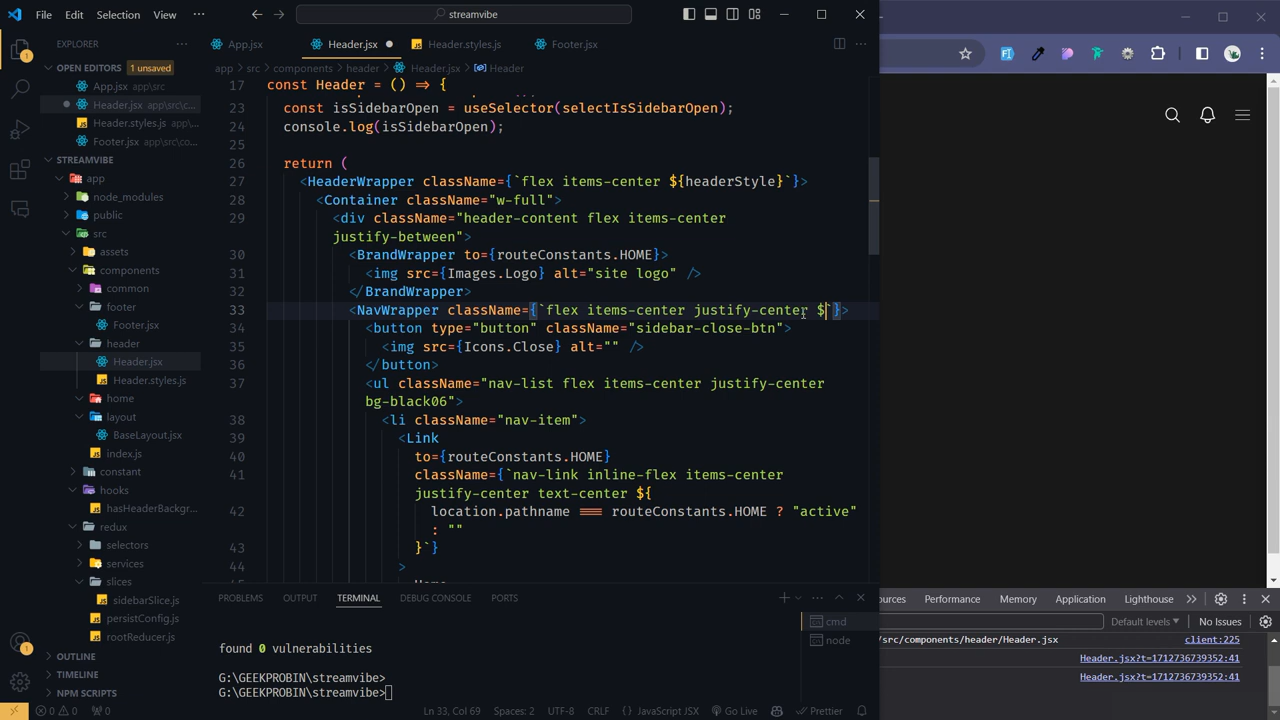 File Edit Selection View ··· streamvibe
EXPLORER
OPEN EDITORS 1 unsaved
App.jsx app\src
Header.jsx app\src\c...
Header.styles.js app\...
Footer.jsx app\src\co...
STREAMVIBE
app
node_modules
public
src
assets
components
common
footer
Footer.jsx
header
Header.jsx
Header.styles.js
home
layout
BaseLayout.jsx
index.js
constant
hooks
hasHeaderBackgr...
redux
selectors
services
slices
sidebarSlice.js
persistConfig.js
rootReducer.js
OUTLINE
TIMELINE
NPM SCRIPTS
App.jsx Header.jsx Header.styles.js Footer.jsx
app > src > components > header > Header.jsx > Header
17 const Header = () => {
23 const isSidebarOpen = useSelector(selectIsSidebarOpen);
24 console.log(isSidebarOpen);
25
26 return (
27 <HeaderWrapper className={`flex items-center ${headerStyle}`}>
28 <Container className="w-full">
29 <div className="header-content flex items-center
justify-between">
30 <BrandWrapper to={routeConstants.HOME}>
31 <img src={Images.Logo} alt="site logo" />
32 </BrandWrapper>
33 <NavWrapper className={`flex items-center justify-center $`}>
34 <button type="button" className="sidebar-close-btn">
35 <img src={Icons.Close} alt="" />
36 </button>
37 <ul className="nav-list flex items-center justify-center
bg-black06">
38 <li className="nav-item">
39 <Link
40 to={routeConstants.HOME}
41 className={`nav-link inline-flex items-center
justify-center text-center ${
42 location.pathname === routeConstants.HOME ? "active"
: ""
43 }`}
>
PROBLEMS OUTPUT TERMINAL DEBUG CONSOLE PORTS
cmd
node
found 0 vulnerabilities
G:\GEEKPROBIN\streamvibe>
G:\GEEKPROBIN\streamvibe>
0 0 0 Ln 33, Col 69 Spaces: 2 UTF-8 CRLF {} JavaScript JSX Go Live Prettier
ources Performance Memory Application Lighthouse
Default levels No Issues
/src/components/header/Header.jsx client:225
Header.jsx?t=1712736739352:41
Header.jsx?t=1712736739352:41